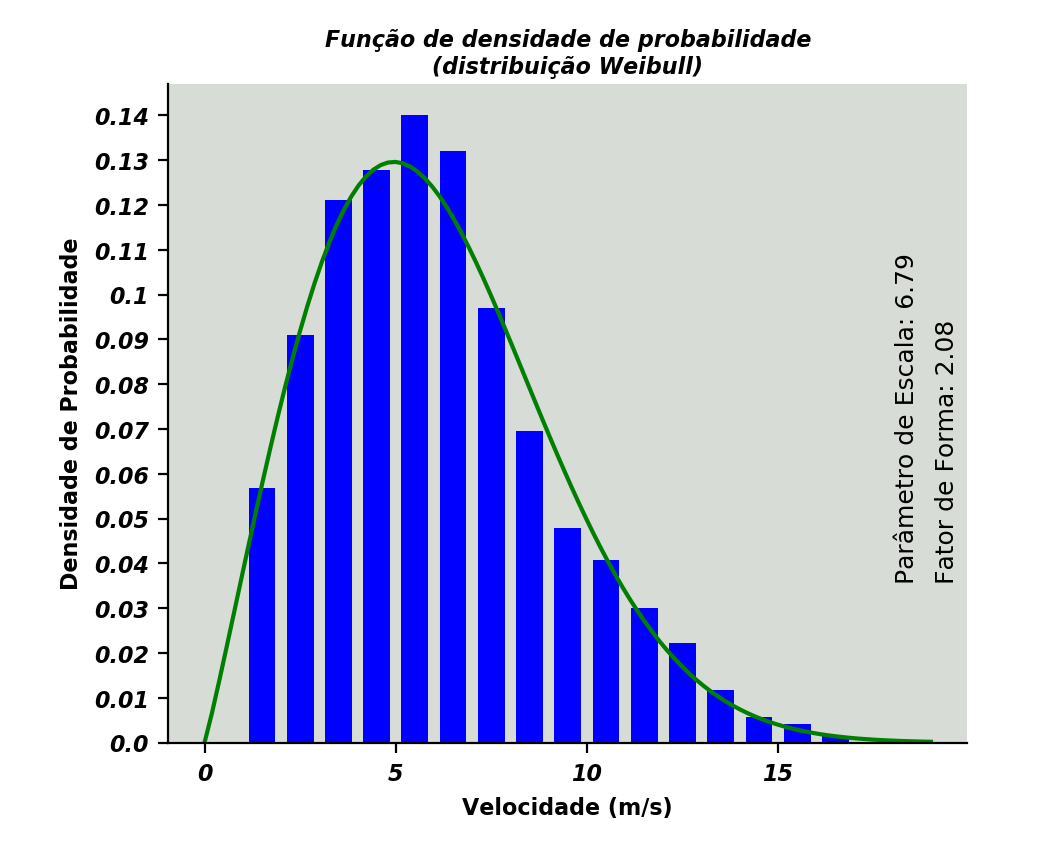 Função de densidade de probabilidade
(distribuição Weibull)
0.14
0.13
0.12
0.11
0.1
0.09
0.08
0.07
0.06
0.05
0.04
0.03
0.02
0.01
0.0
Densidade de Probabilidade
0 5 10 15
Velocidade (m/s)
Parâmetro de Escala: 6.79
Fator de Forma: 2.08